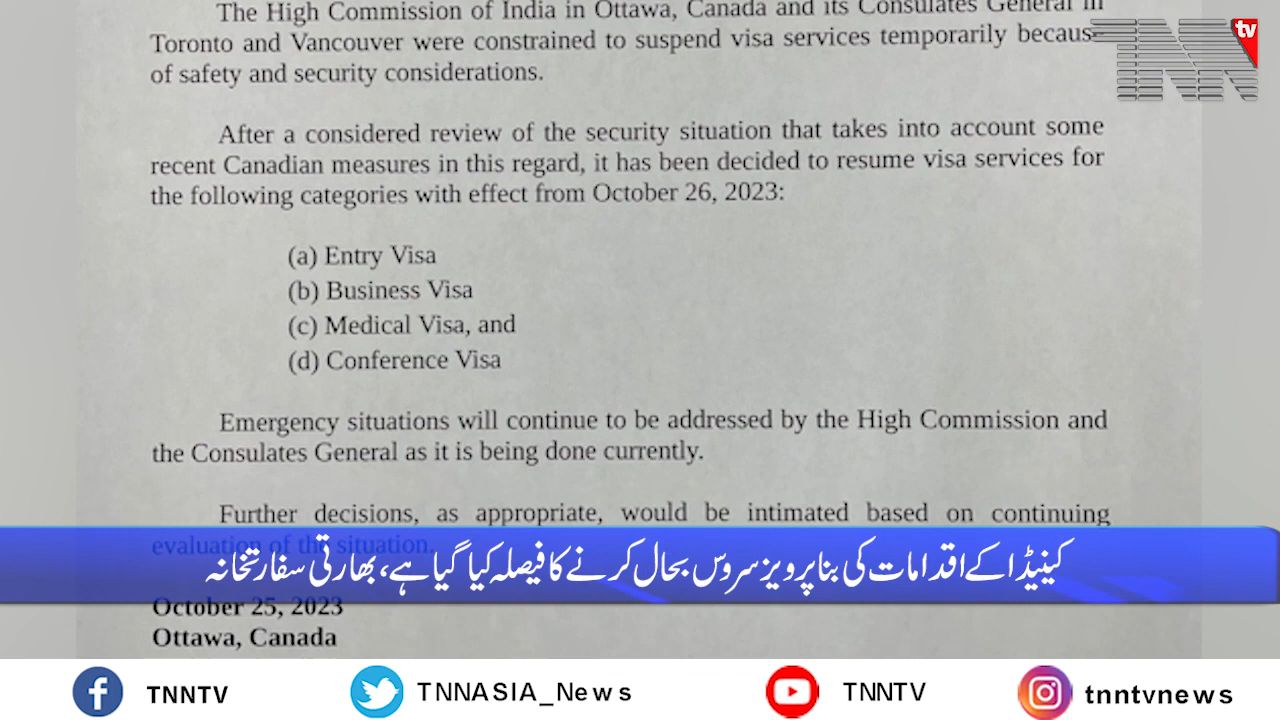 The High Commission of India in Ottawa, Canada and its Consulates General in
Toronto and Vancouver were constrained to suspend visa services temporarily because
of safety and security considerations.
After a considered review of the security situation that takes into account some
recent Canadian measures in this regard, it has been decided to resume visa services for
the following categories with effect from October 26, 2023:
(a) Entry Visa
(b) Business Visa
(c) Medical Visa, and
(d) Conference Visa
Emergency situations will continue to be addressed by the High Commission and
the Consulates General as it is being done currently.
Further decisions, as appropriate, would be intimated based on continuing
evaluation of the situation.
کینیڈا کے اقدامات کی بنا پر ویز سروس بحال کرنے کا فیصلہ کیا گیا ہے، بھارتی سفارتخانہ
October 25, 2023
Ottawa, Canada
TNN tv
TNNTV
TNNASIA_News
TNNTV
tnntvnews